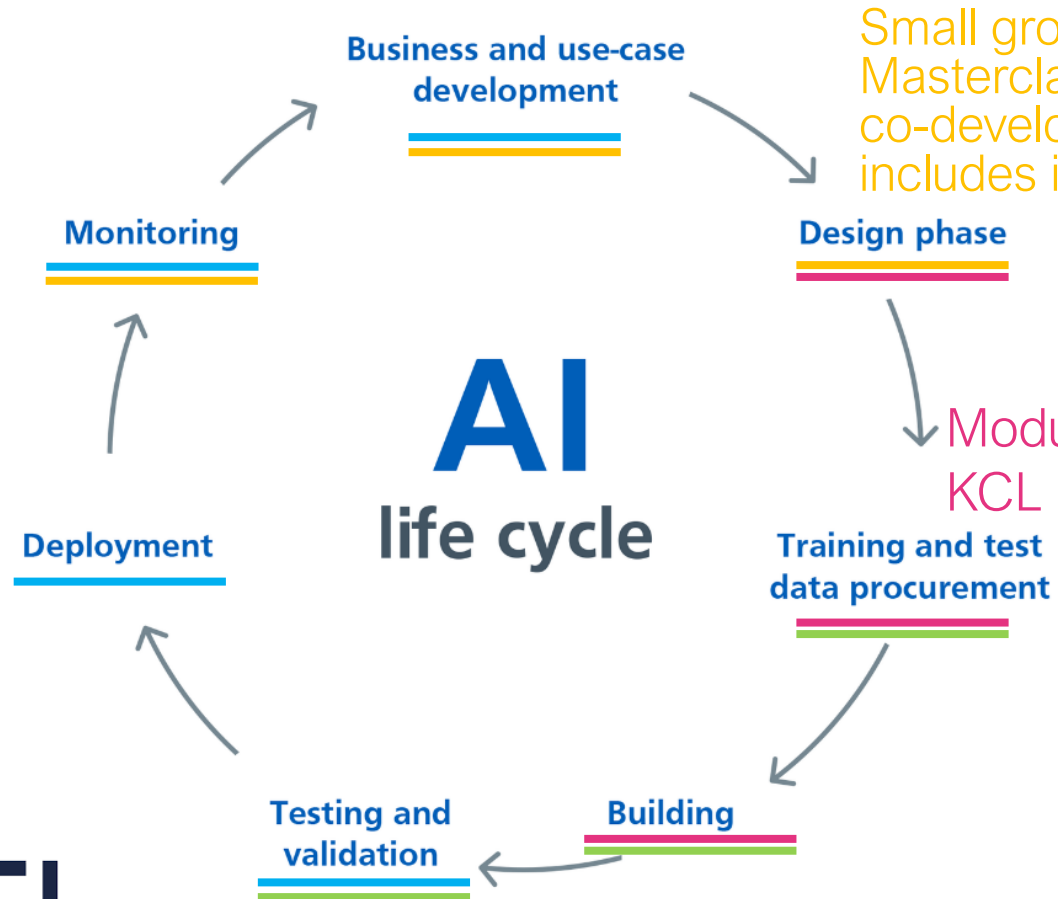 Business and use-case
development
Small gro
Mastercla
co-develo
includes i
Design phase
Modu
KCL
Training and test
data procurement
Building
Testing and
validation
Deployment
Monitoring
AI
life cycle